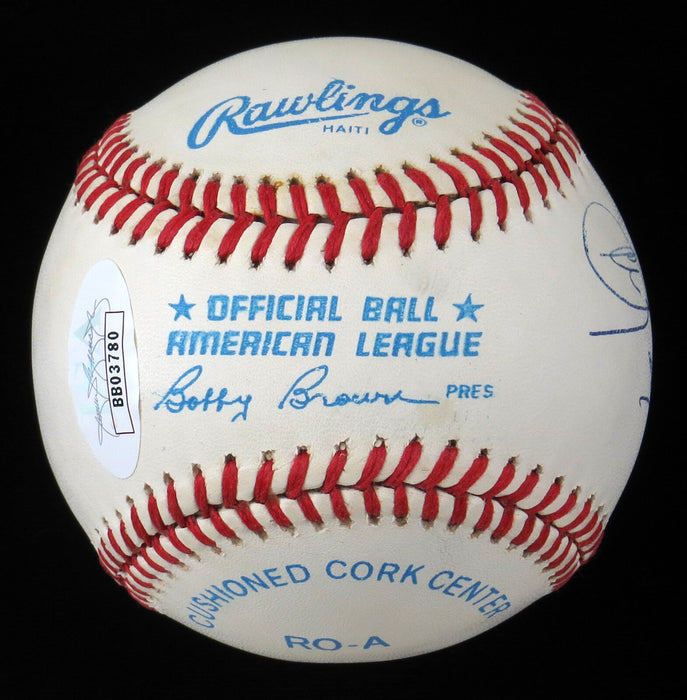 Rawlings ®
HAITI
★ OFFICIAL BALL ★
AMERICAN LEAGUE
Bobby Brown PRES
BB03780
CUSHIONED CORK CENTER
RO-A